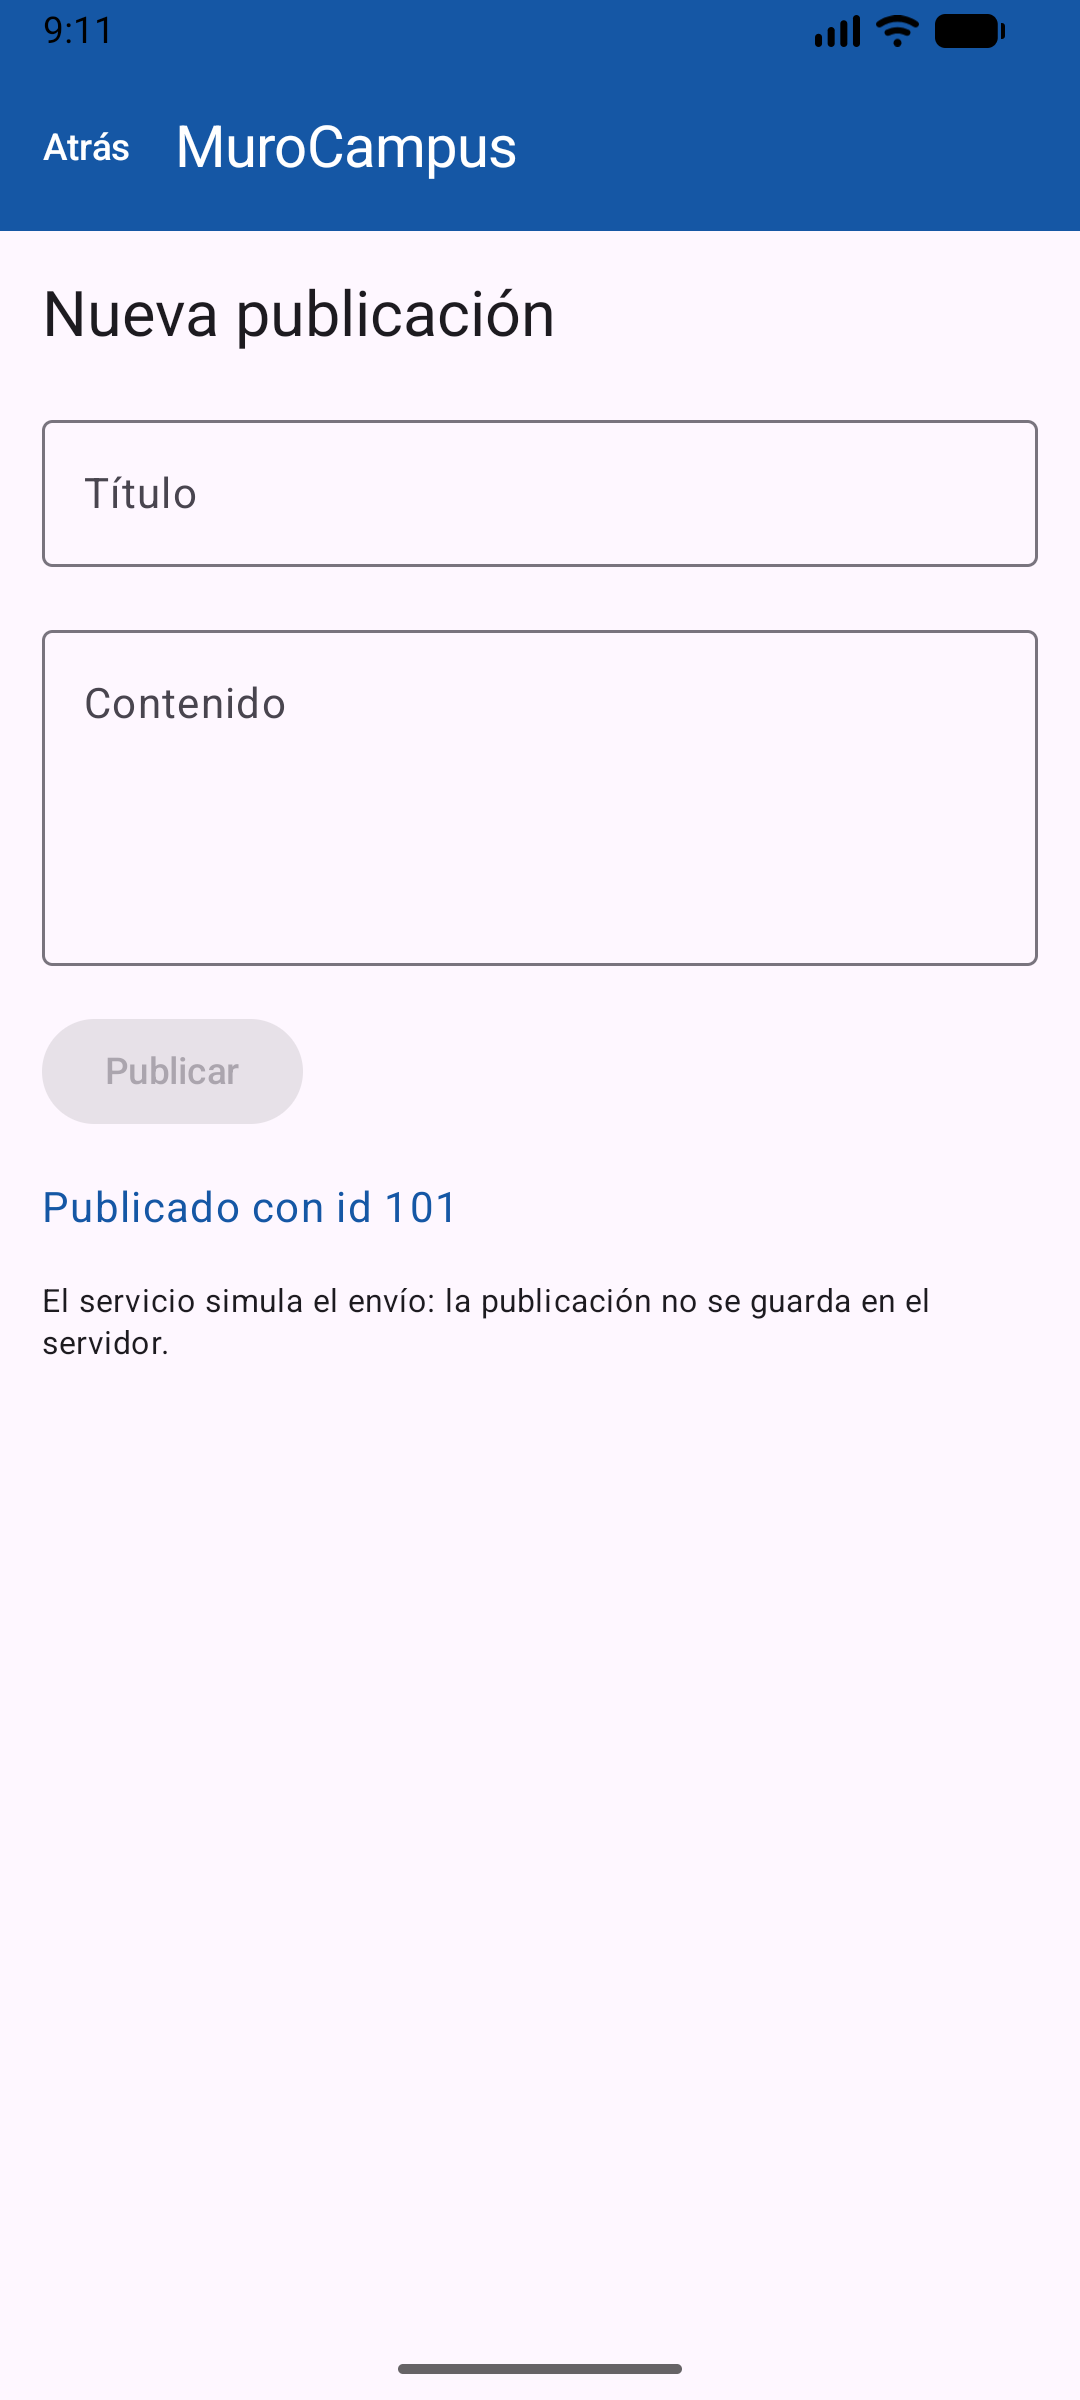 9:11
Atrás MuroCampus
Nueva publicación
Título
Contenido
Publicar
Publicado con id 101
El servicio simula el envío: la publicación no se guarda en el
servidor.